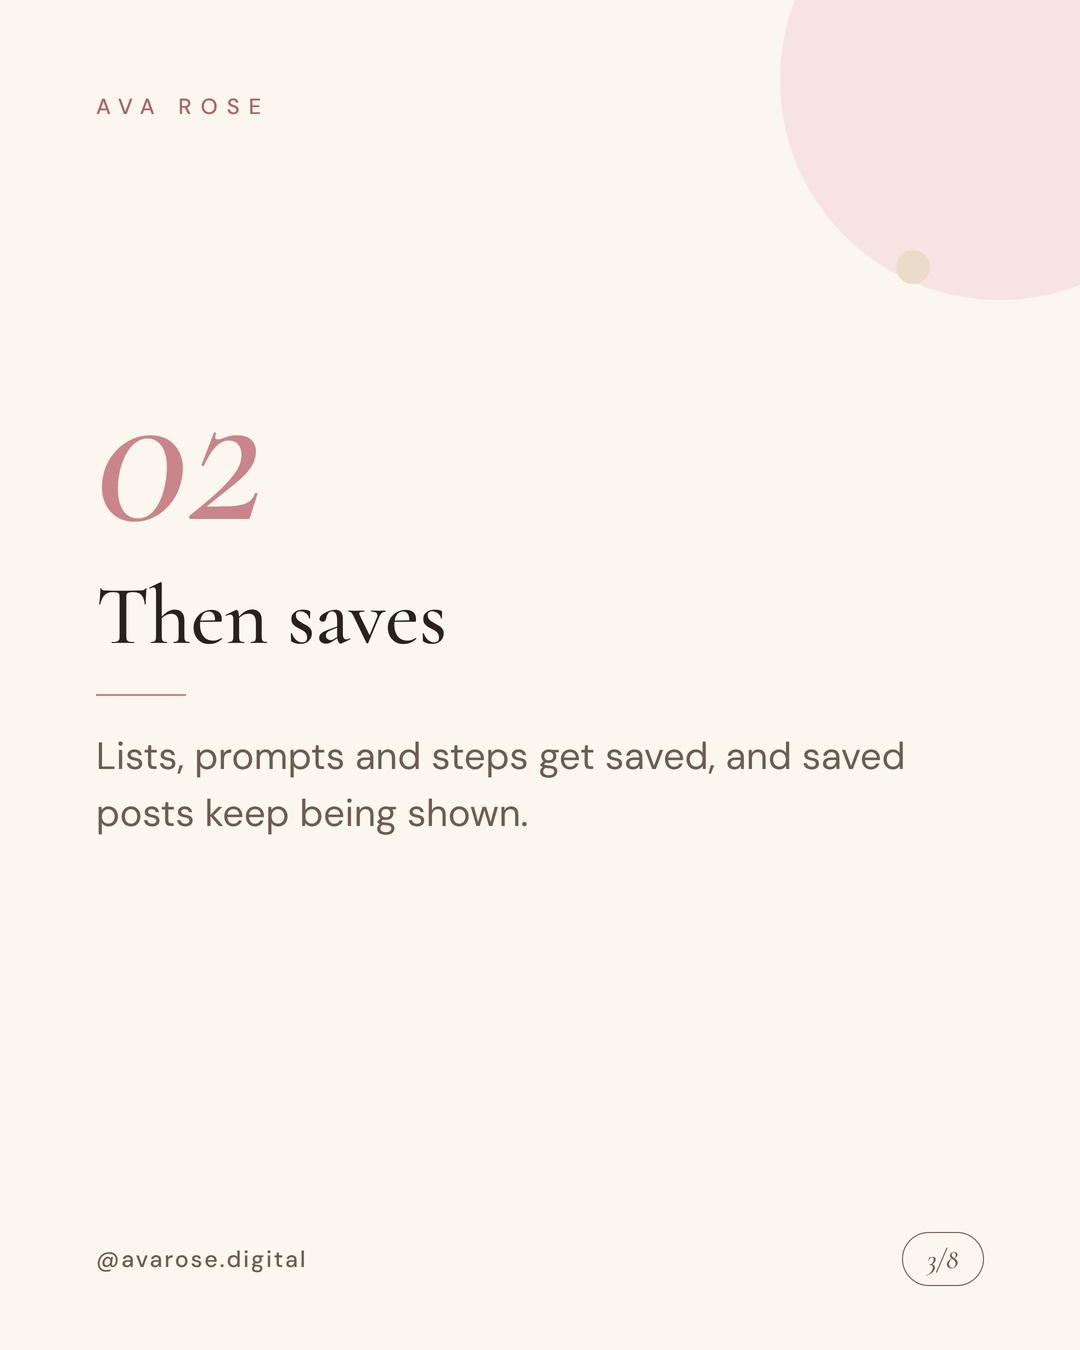 AVA ROSE
02
Then saves
Lists, prompts and steps get saved, and saved
posts keep being shown.
@avarose.digital
3/8